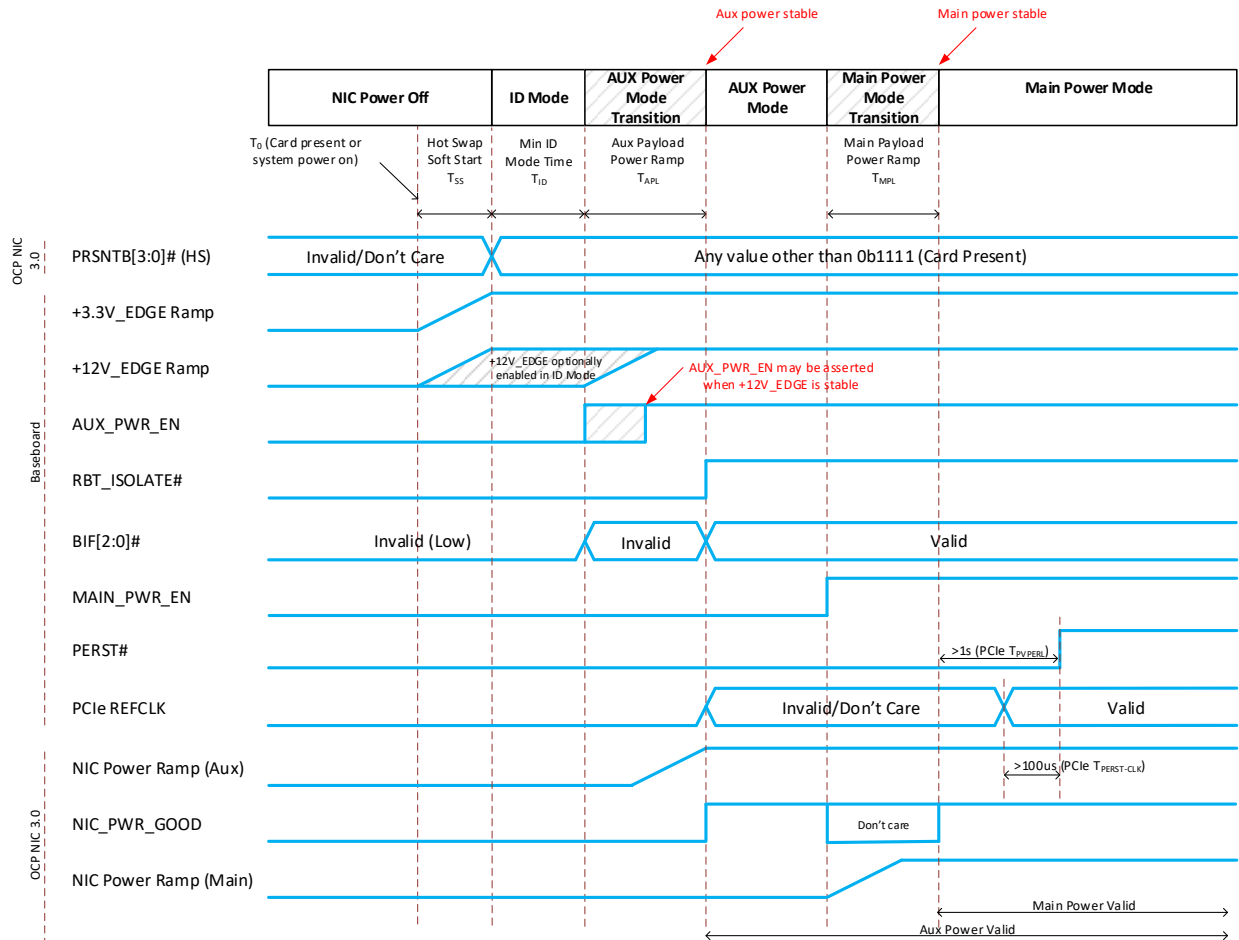 Aux power stable
Main power stable
NIC Power Off
ID Mode
AUX Power
Mode
Transition
AUX Power
Mode
Main Power
Mode
Transition
Main Power Mode
T0 (Card present or
system power on)
Hot Swap
Soft Start
TSS
Min ID
Mode Time
TID
Aux Payload
Power Ramp
TAPL
Main Payload
Power Ramp
TMPL
OCP NIC
3.0
PRSNTB[3:0]# (HS)
Invalid/Don't Care
Any value other than 0b1111 (Card Present)
Baseboard
+3.3V_EDGE Ramp
+12V_EDGE Ramp
+12V_EDGE optionally
enabled in ID Mode
AUX_PWR_EN may be asserted
when +12V_EDGE is stable
AUX_PWR_EN
RBT_ISOLATE#
BIF[2:0]#
Invalid (Low)
Invalid
Valid
MAIN_PWR_EN
PERST#
>1s (PCIe TPVPERL)
PCIe REFCLK
Invalid/Don't Care
Valid
OCP NIC 3.0
NIC Power Ramp (Aux)
>100us (PCIe TPERST-CLK)
NIC_PWR_GOOD
Don't care
NIC Power Ramp (Main)
Main Power Valid
Aux Power Valid